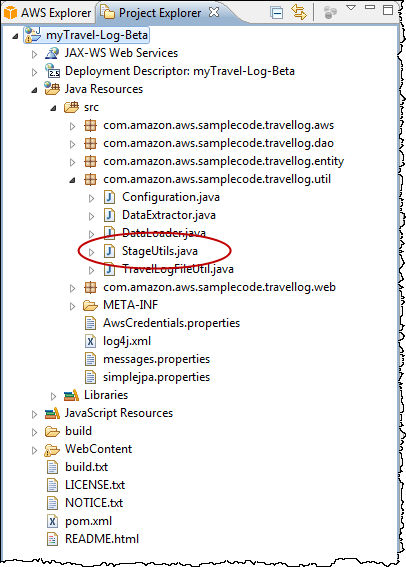 AWS Explorer Project Explorer
myTravel-Log-Beta
JAX-WS Web Services
Deployment Descriptor: myTravel-Log-Beta
Java Resources
src
com.amazon.aws.samplecode.travellog.aws
com.amazon.aws.samplecode.travellog.dao
com.amazon.aws.samplecode.travellog.entity
com.amazon.aws.samplecode.travellog.util
Configuration.java
DataExtractor.java
DataLoader.java
StageUtils.java
TravelLogFileUtil.java
com.amazon.aws.samplecode.travellog.web
META-INF
AwsCredentials.properties
log4j.xml
messages.properties
simplejpa.properties
Libraries
JavaScript Resources
build
WebContent
build.txt
LICENSE.txt
NOTICE.txt
pom.xml
README.html